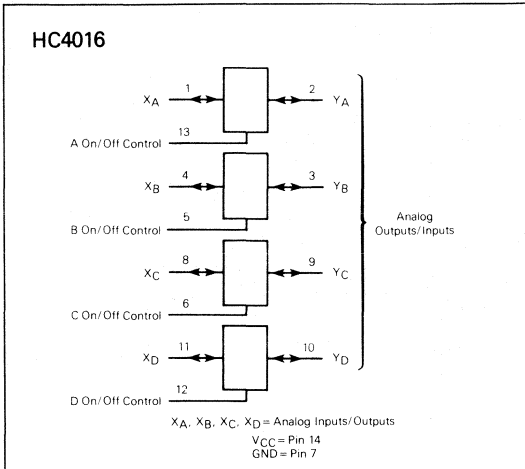 HC4016
1 2
XA YA
13
A On/Off Control
4 3
XB YB
5
B On/Off Control
Analog
Outputs/Inputs
8 9
XC YC
6
C On/Off Control
11 10
XD YD
12
D On/Off Control
XA, XB, XC, XD = Analog Inputs/Outputs
VCC = Pin 14
GND = Pin 7